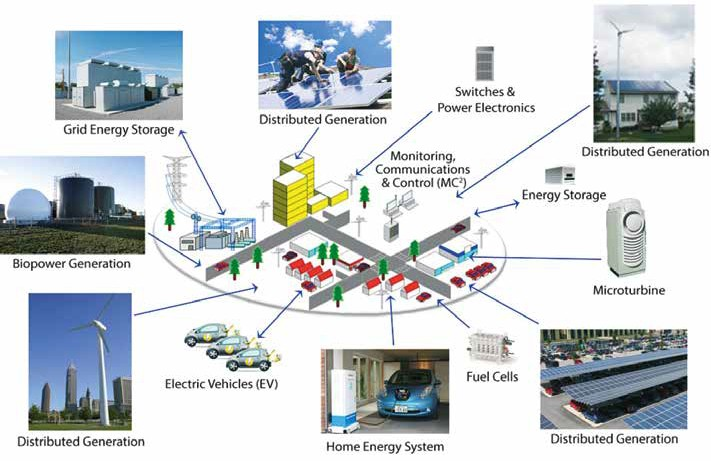 Grid Energy Storage
Distributed Generation
Switches &
Power Electronics
Distributed Generation
Monitoring,
Communications
& Control (MC²)
Energy Storage
Biopower Generation
Microturbine
Electric Vehicles (EV)
Fuel Cells
Distributed Generation
Home Energy System
Distributed Generation